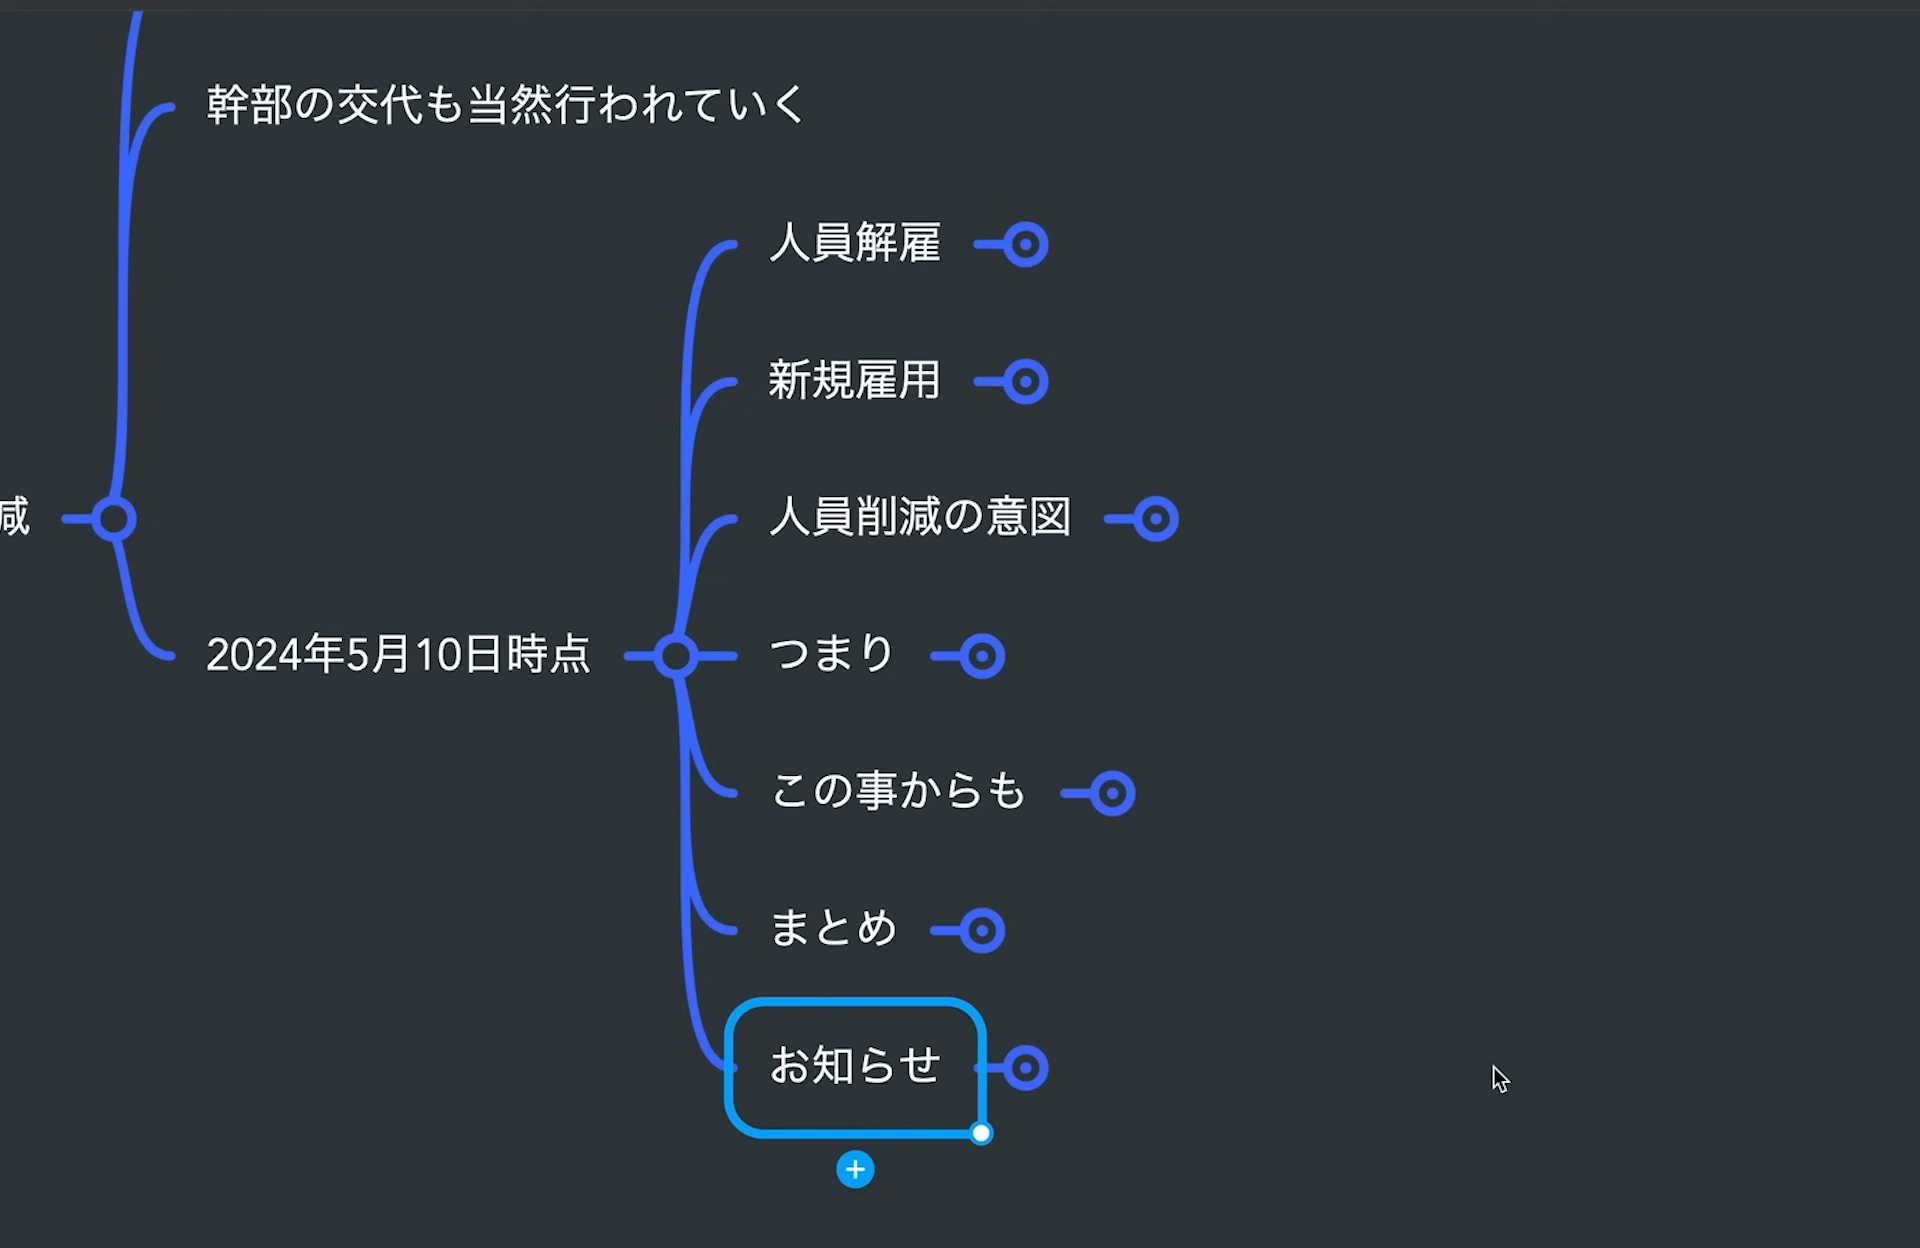 幹部の交代も当然行われていく
人員解雇
新規雇用
人員削減の意図
減
2024年5月10日時点
つまり
この事からも
まとめ
お知らせ